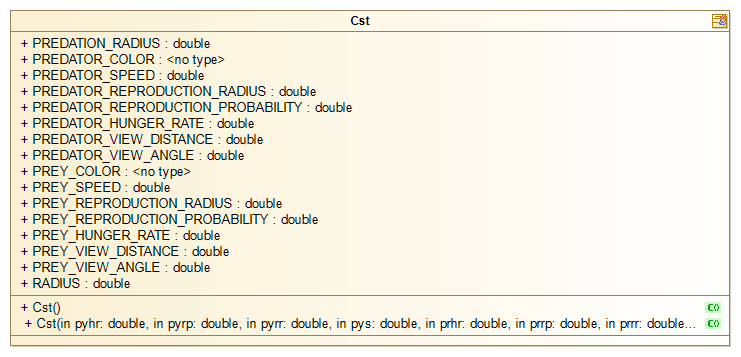 Cst
+ PREDATION_RADIUS : double
+ PREDATOR_COLOR : <no type>
+ PREDATOR_SPEED : double
+ PREDATOR_REPRODUCTION_RADIUS : double
+ PREDATOR_REPRODUCTION_PROBABILITY : double
+ PREDATOR_HUNGER_RATE : double
+ PREDATOR_VIEW_DISTANCE : double
+ PREDATOR_VIEW_ANGLE : double
+ PREY_COLOR : <no type>
+ PREY_SPEED : double
+ PREY_REPRODUCTION_RADIUS : double
+ PREY_REPRODUCTION_PROBABILITY : double
+ PREY_HUNGER_RATE : double
+ PREY_VIEW_DISTANCE : double
+ PREY_VIEW_ANGLE : double
+ RADIUS : double
+ Cst() C()
+ Cst(in pyhr: double, in pyrp: double, in pyrr: double, in pys: double, in prhr: double, in prrp: double, in prrr: double... C()